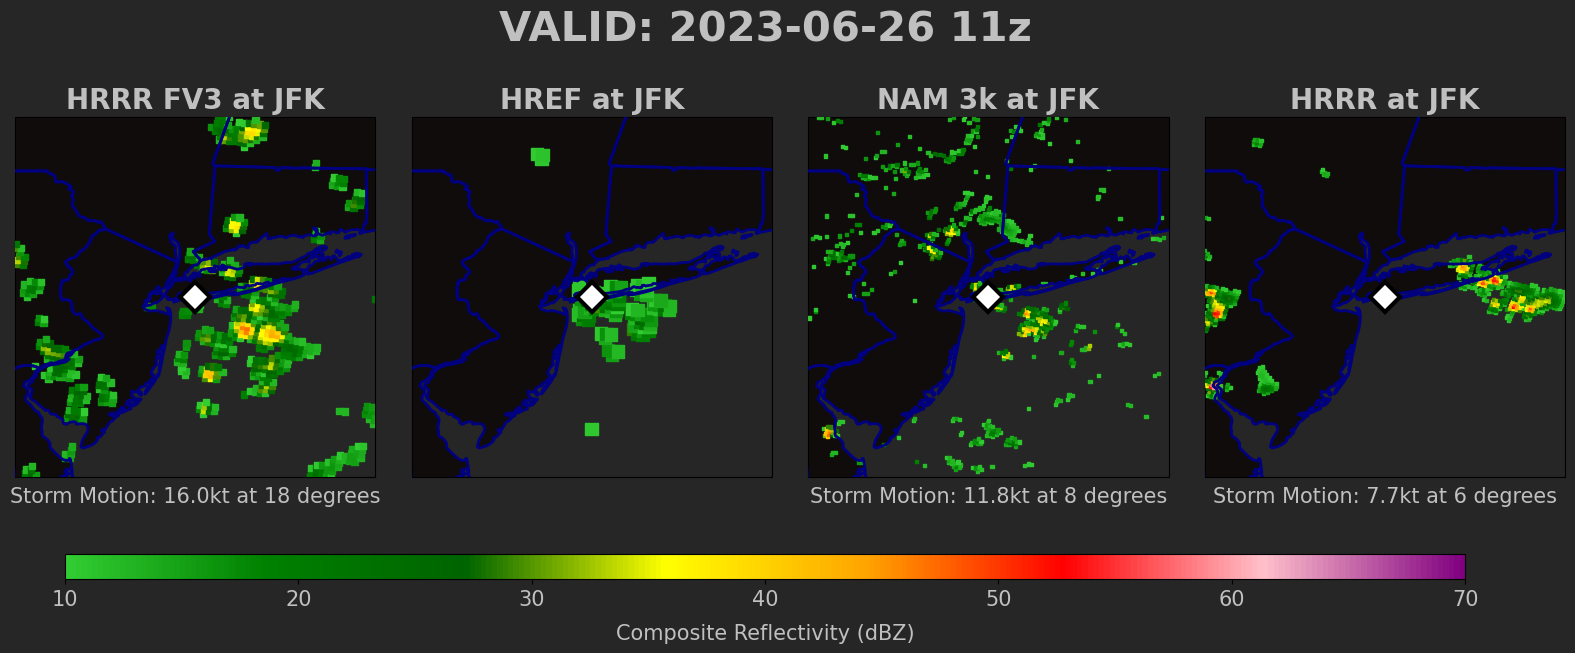 VALID: 2023-06-26 11z
HRRR FV3 at JFK
HREF at JFK
NAM 3k at JFK
HRRR at JFK
Storm Motion: 16.0kt at 18 degrees
Storm Motion: 11.8kt at 8 degrees
Storm Motion: 7.7kt at 6 degrees
10 20 30 40 50 60 70
Composite Reflectivity (dBZ)